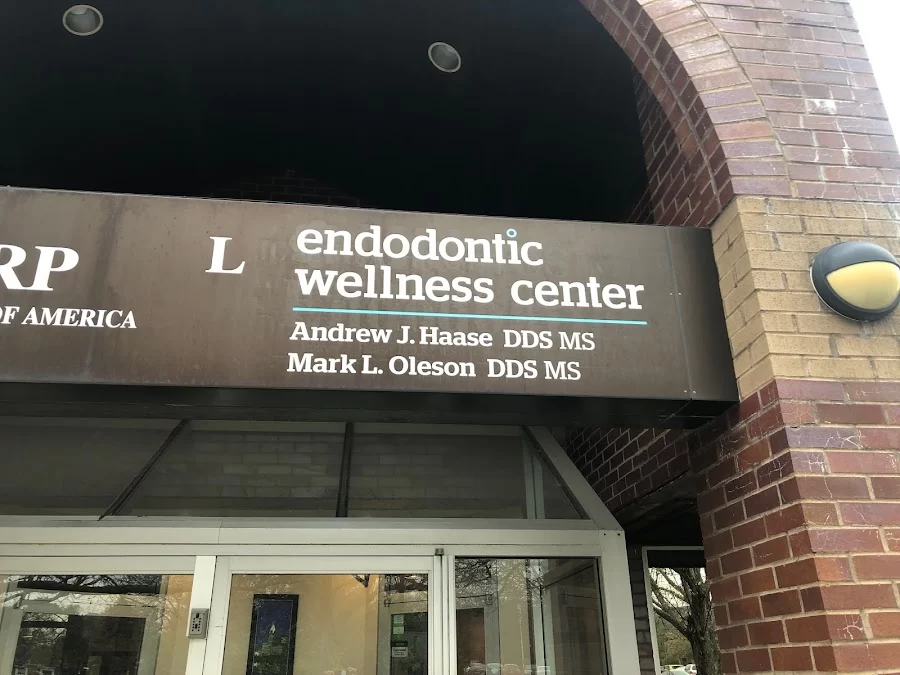 RP
OF AMERICA
L
endodontic
wellness center
Andrew J. Haase DDS MS
Mark L. Oleson DDS MS